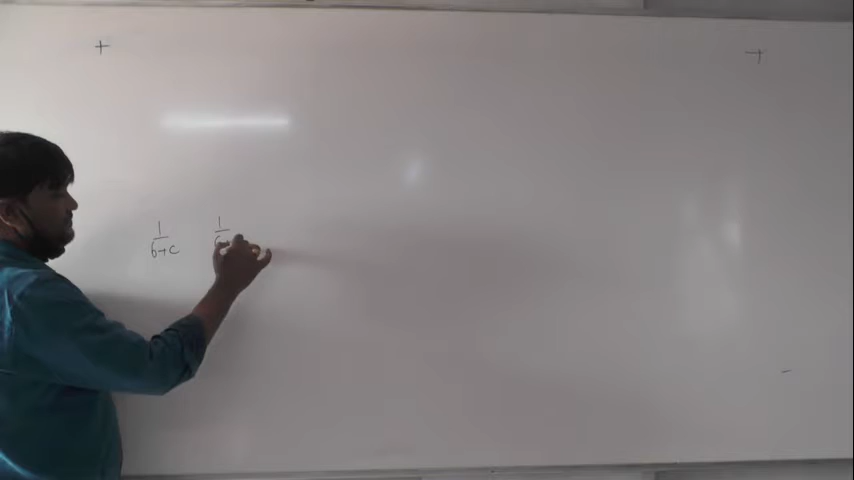 + +
1/b+c 1/c+
-